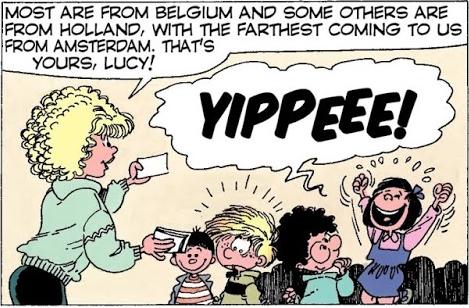 MOST ARE FROM BELGIUM AND SOME OTHERS ARE
FROM HOLLAND, WITH THE FARTHEST COMING TO US
FROM AMSTERDAM. THAT'S
YOURS, LUCY!
YIPPEEE!